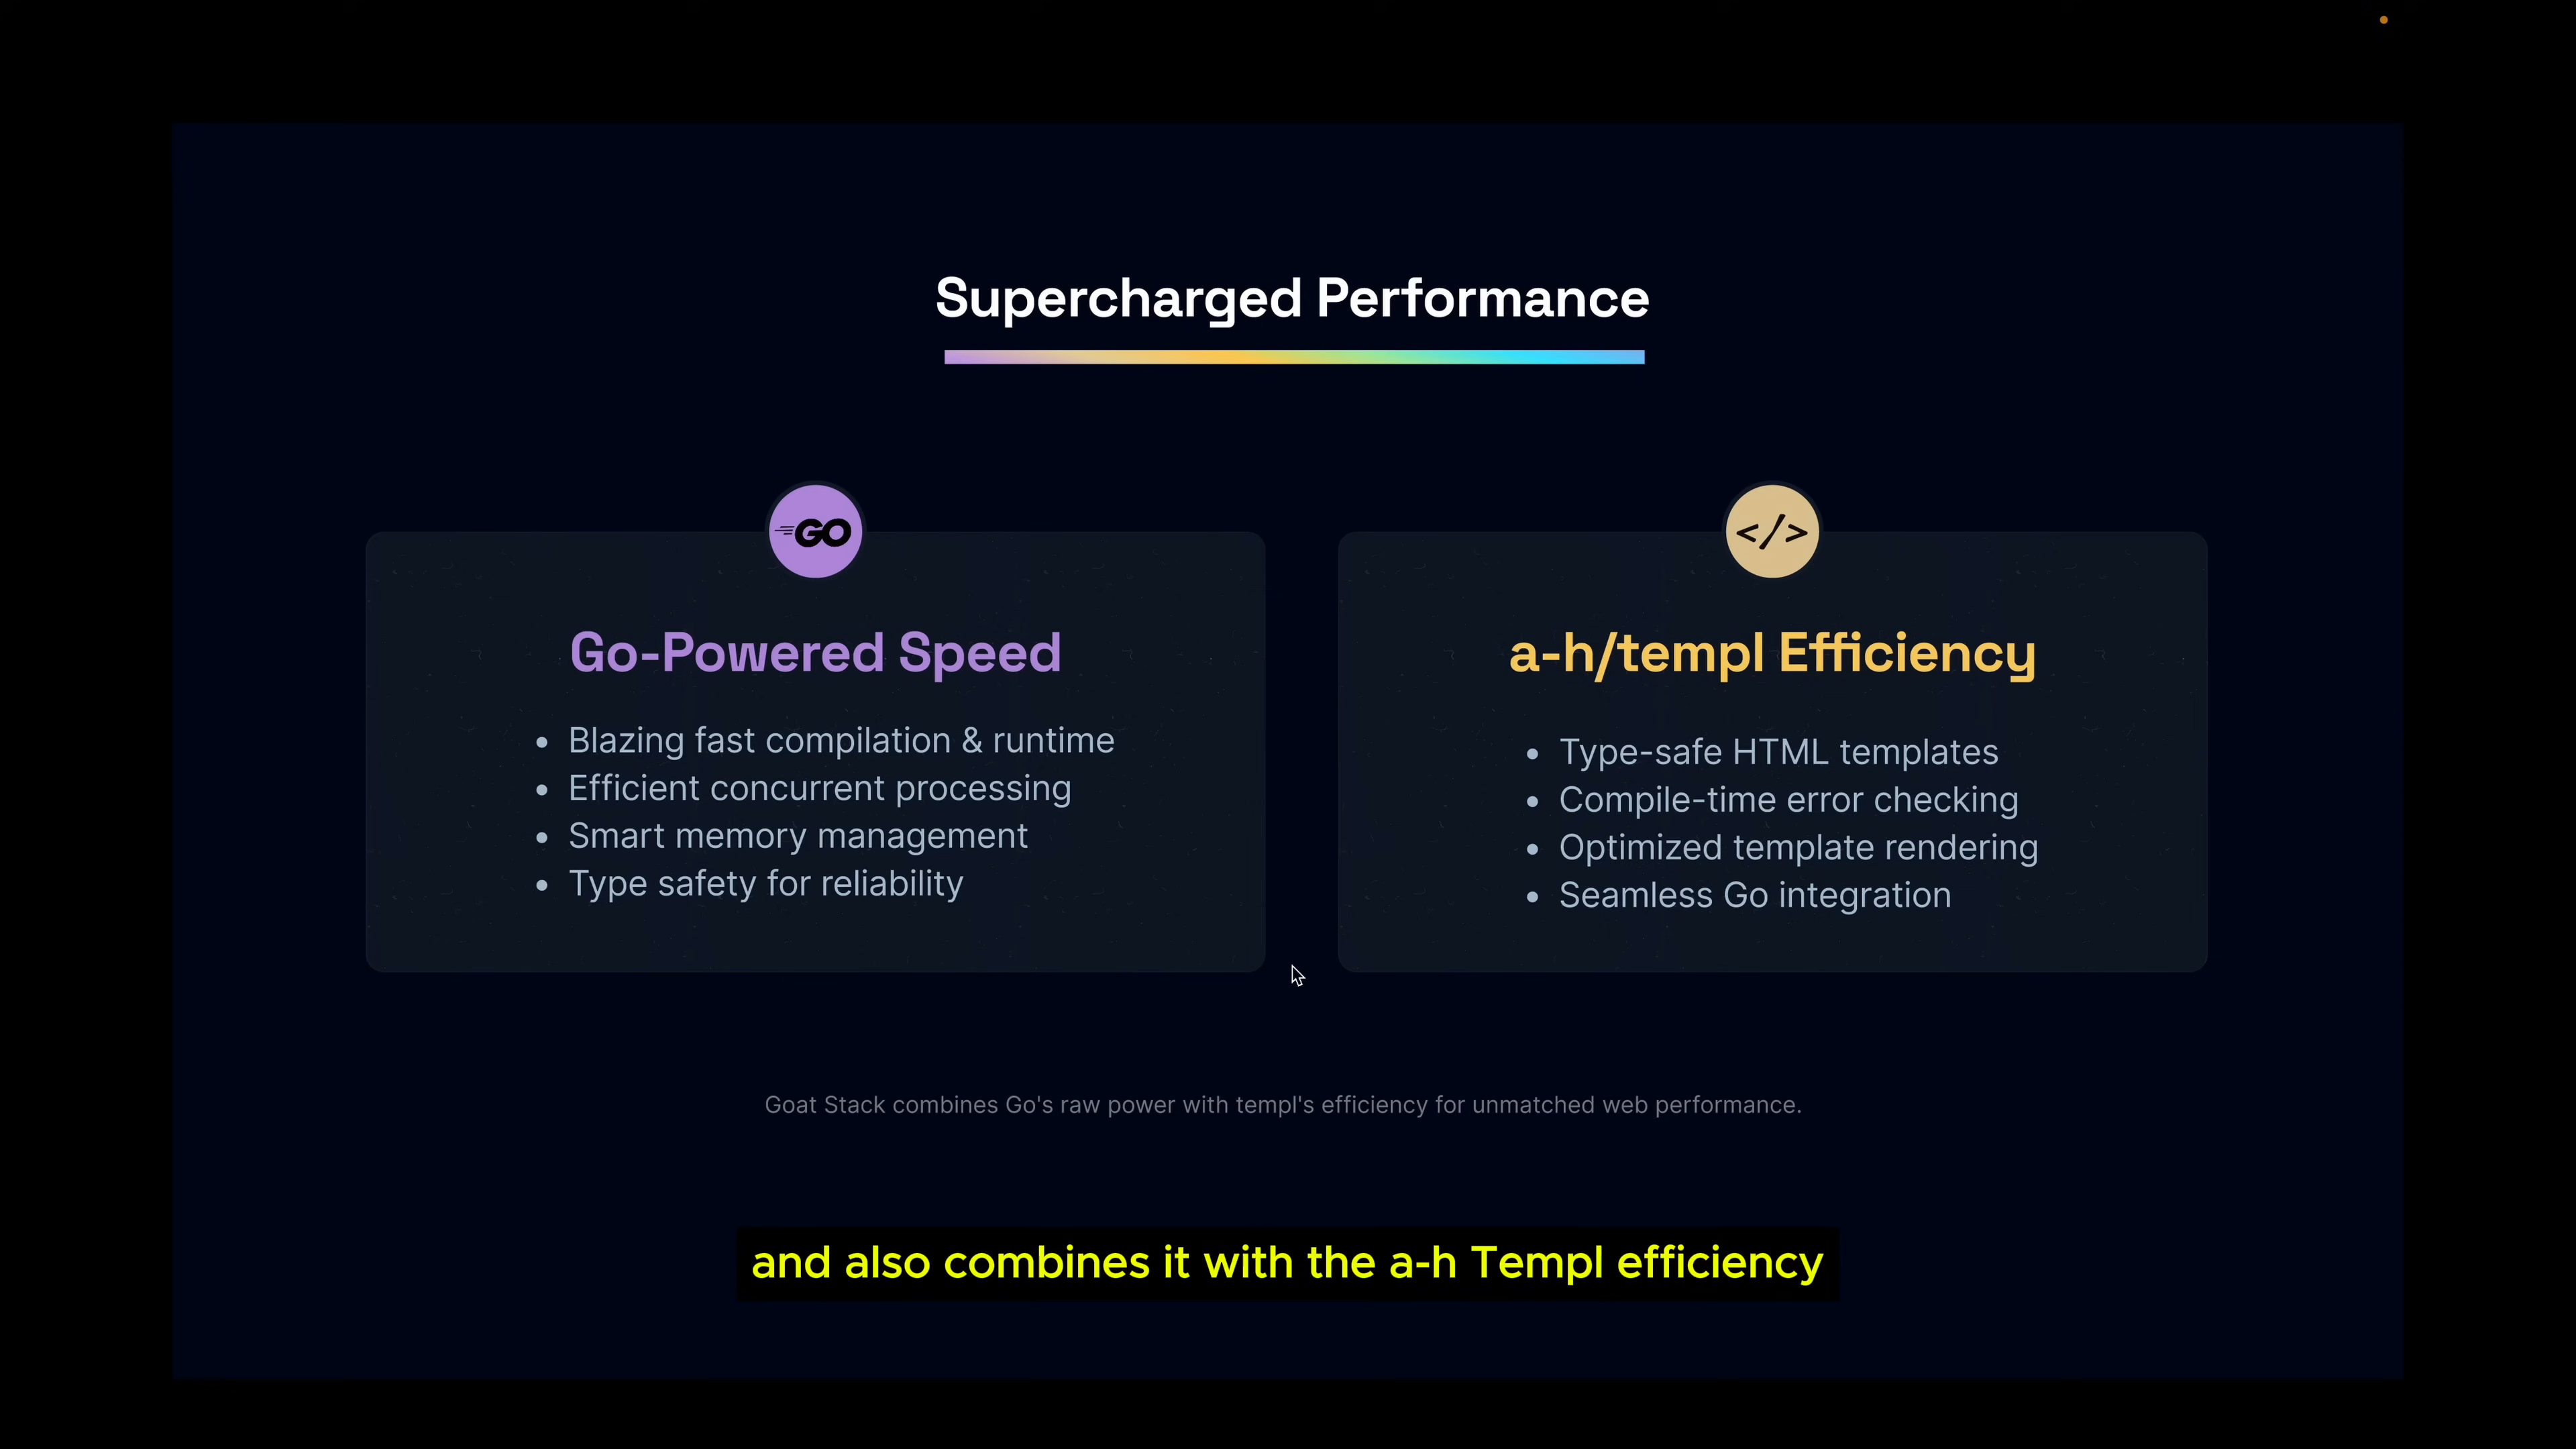 Supercharged Performance
GO
Go-Powered Speed
• Blazing fast compilation & runtime
• Efficient concurrent processing
• Smart memory management
• Type safety for reliability
</>
a-h/templ Efficiency
• Type-safe HTML templates
• Compile-time error checking
• Optimized template rendering
• Seamless Go integration
Goat Stack combines Go's raw power with templ's efficiency for unmatched web performance.
and also combines it with the a-h Templ efficiency